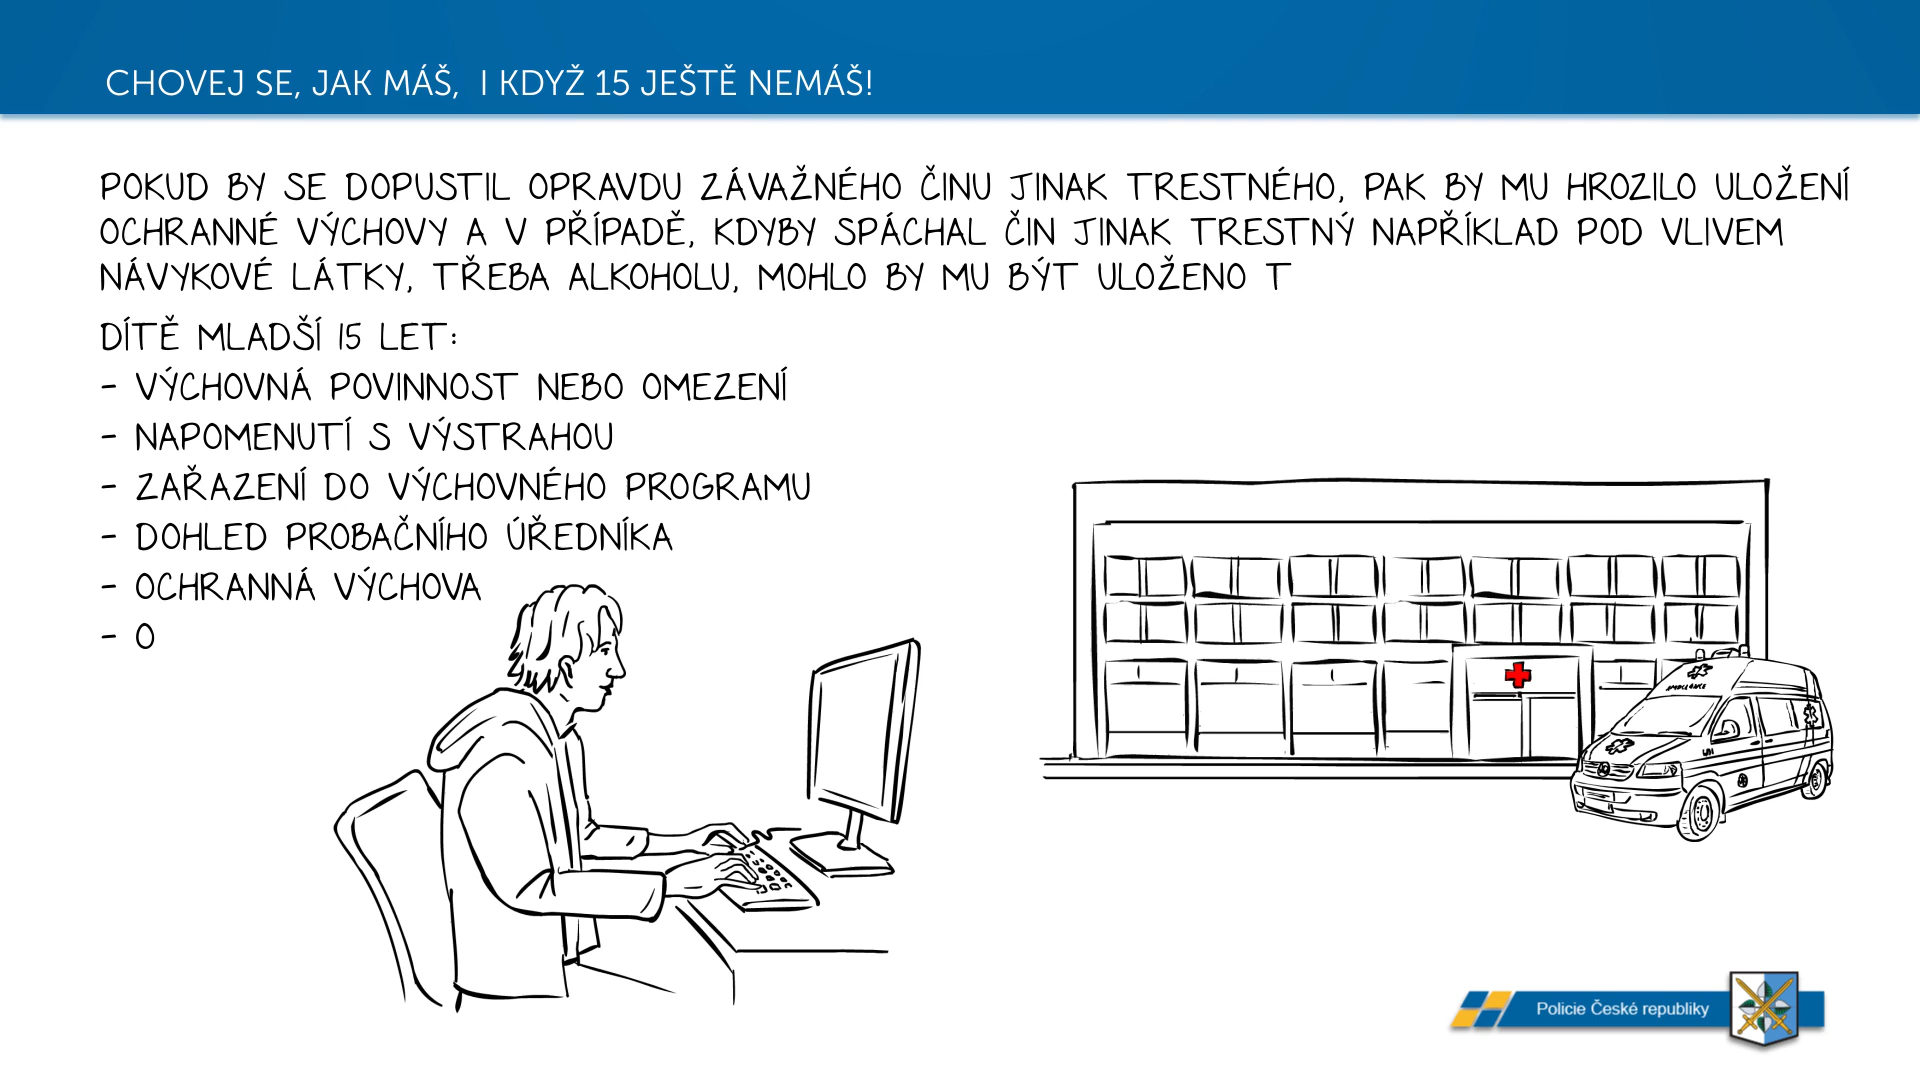 CHOVEJ SE, JAK MÁŠ, I KDYŽ 15 JEŠTĚ NEMÁŠ!
POKUD BY SE DOPUSTIL OPRAVDU ZÁVAŽNÉHO ČINU JINAK TRESTNÉHO, PAK BY MU HROZILO ULOŽENÍ
OCHRANNÉ VÝCHOVY A V PŘÍPADĚ, KDYBY SPÁCHAL ČIN JINAK TRESTNÝ NAPŘÍKLAD POD VLIVEM
NÁVYKOVÉ LÁTKY, TŘEBA ALKOHOLU, MOHLO BY MU BÝT ULOŽENO T
DÍTĚ MLADŠÍ 15 LET:
- VÝCHOVNÁ POVINNOST NEBO OMEZENÍ
- NAPOMENUTÍ S VÝSTRAHOU
- ZAŘAZENÍ DO VÝCHOVNÉHO PROGRAMU
- DOHLED PROBAČNÍHO ÚŘEDNÍKA
- OCHRANNÁ VÝCHOVA
- O
AMBULANCE
Policie České republiky